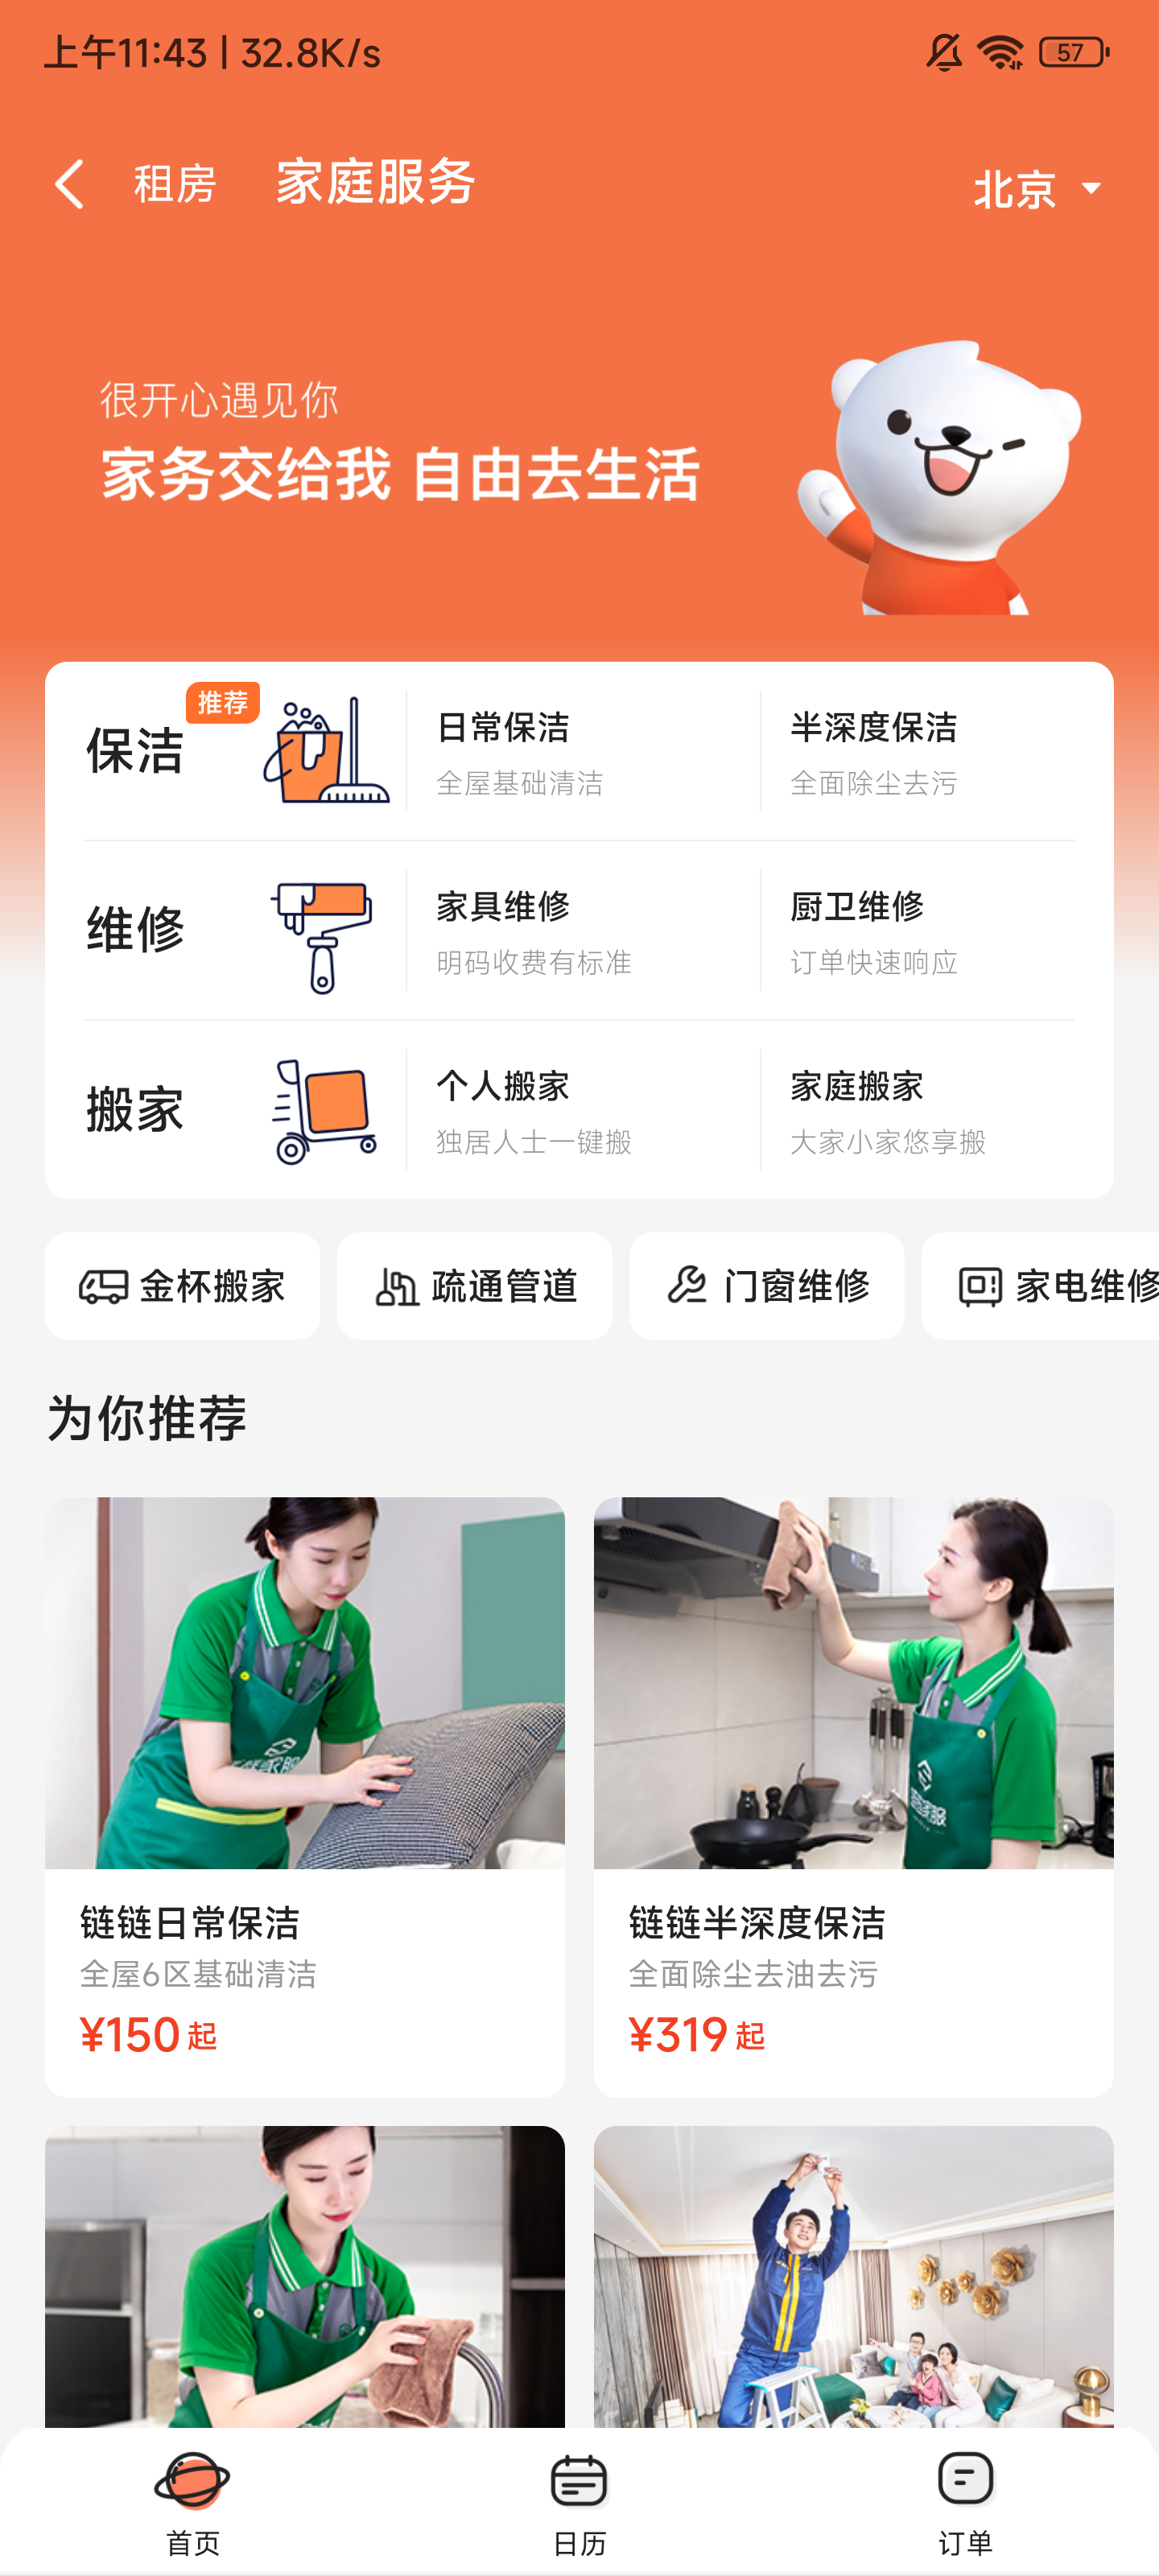 上午11:43 | 32.8K/s
57
租房 家庭服务 北京
很开心遇见你
家务交给我 自由去生活
保洁 推荐
日常保洁 半深度保洁
全屋基础清洁 全面除尘去污
维修
家具维修 厨卫维修
明码收费有标准 订单快速响应
搬家
个人搬家 家庭搬家
独居人士一键搬 大家小家悠享搬
金杯搬家 疏通管道 门窗维修 家电维修
为你推荐
链链日常保洁
全屋6区基础清洁
¥150 起
链链半深度保洁
全面除尘去油去污
¥319 起
首页 日历 订单